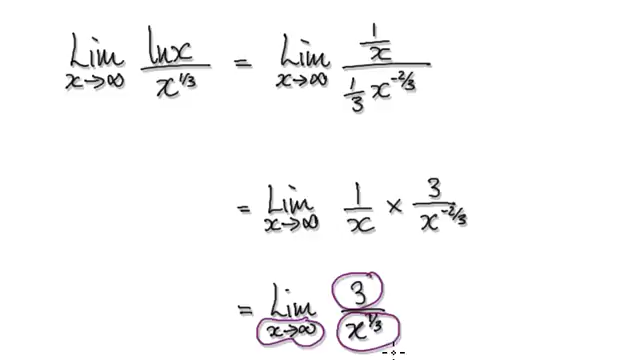 Lim x→∞ lnx / x^1/3 = Lim x→∞ 1/x / 1/3 x^-2/3
= Lim x→∞ 1/x × 3/x^-2/3
= Lim x→∞ 3/x^1/3